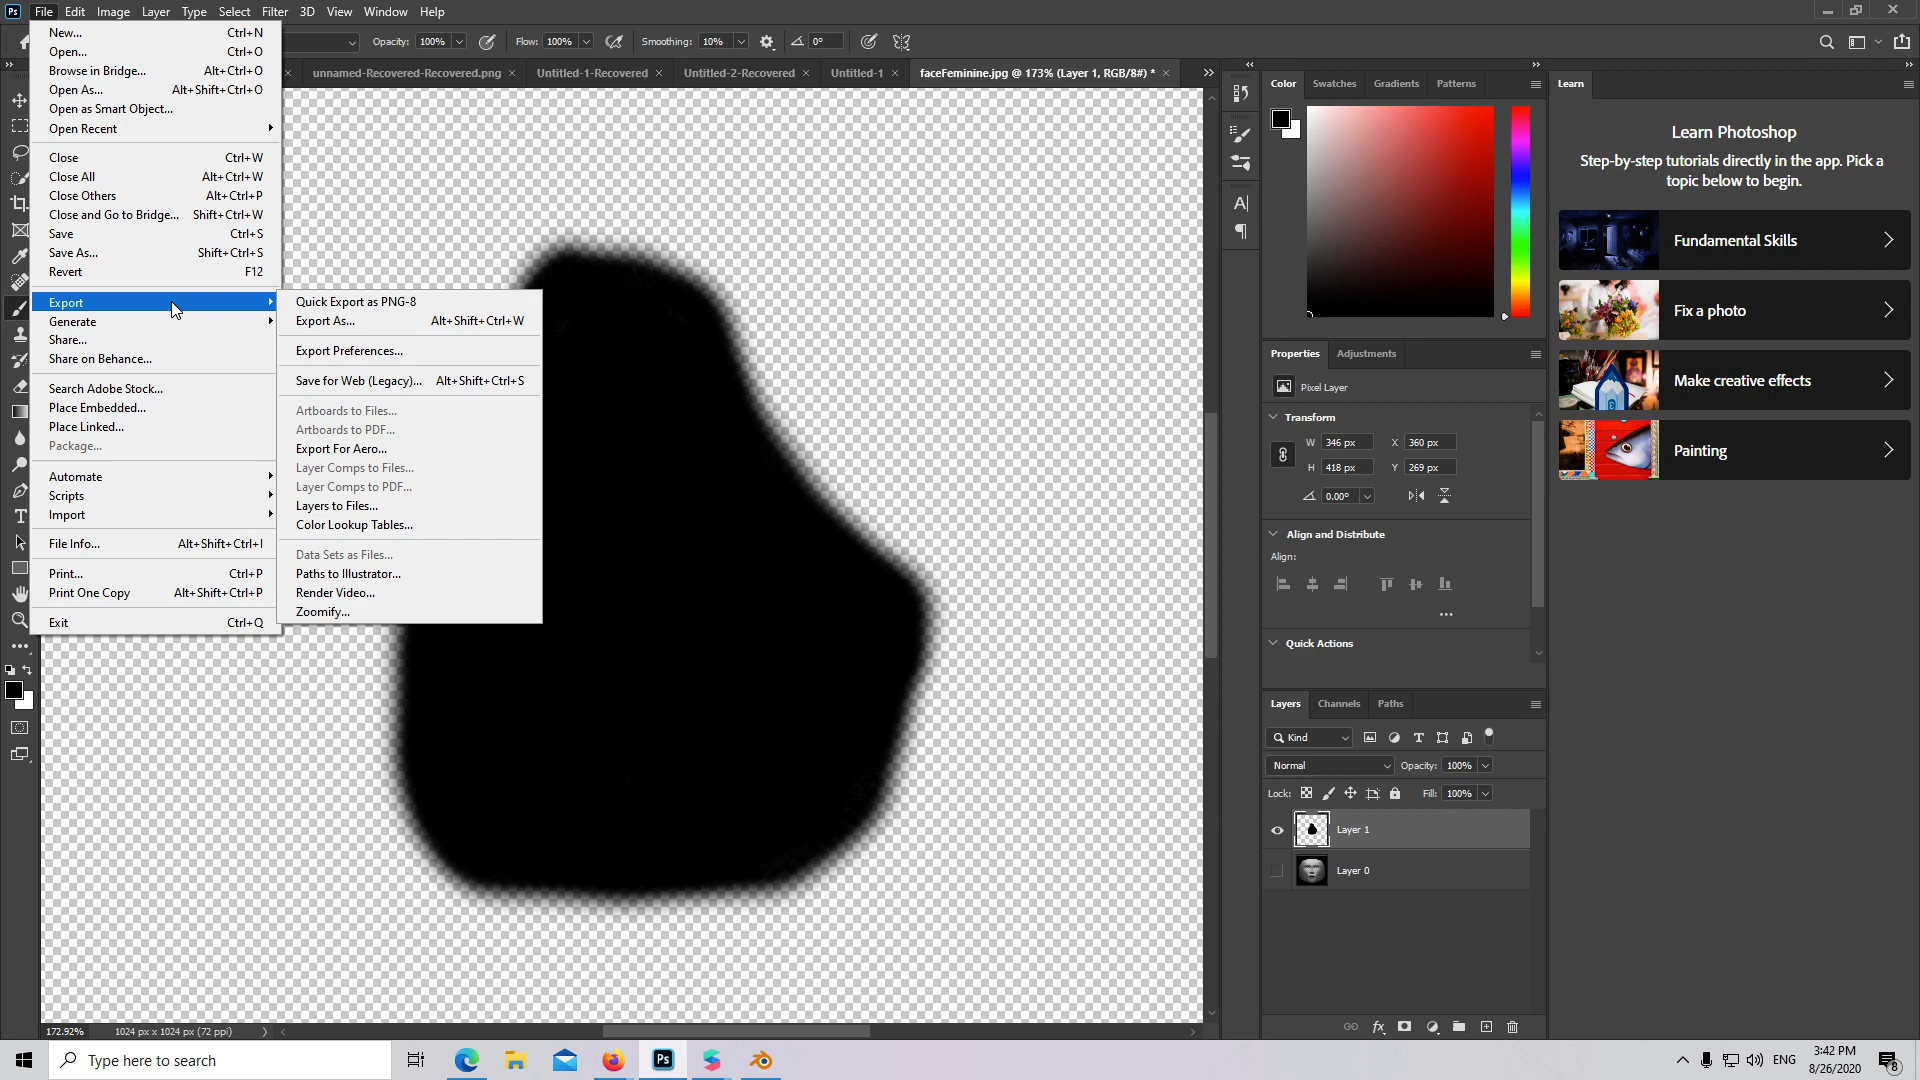 Ps File Edit Image Layer Type Select Filter 3D View Window Help
Opacity: 100% Flow: 100% Smoothing: 10% 0°
unnamed-Recovered-Recovered.png × Untitled-1-Recovered × Untitled-2-Recovered × Untitled-1 × faceFeminine.jpg @ 173% (Layer 1, RGB/8#) * ×
New... Ctrl+N
Open... Ctrl+O
Browse in Bridge... Alt+Ctrl+O
Open As... Alt+Shift+Ctrl+O
Open as Smart Object...
Open Recent
Close Ctrl+W
Close All Alt+Ctrl+W
Close Others Alt+Ctrl+P
Close and Go to Bridge... Shift+Ctrl+W
Save Ctrl+S
Save As... Shift+Ctrl+S
Revert F12
Export
Generate
Share...
Share on Behance...
Search Adobe Stock...
Place Embedded...
Place Linked...
Package...
Automate
Scripts
Import
File Info... Alt+Shift+Ctrl+I
Print... Ctrl+P
Print One Copy Alt+Shift+Ctrl+P
Exit Ctrl+Q
Quick Export as PNG-8
Export As... Alt+Shift+Ctrl+W
Export Preferences...
Save for Web (Legacy)... Alt+Shift+Ctrl+S
Artboards to Files...
Artboards to PDF...
Export For Aero...
Layer Comps to Files...
Layer Comps to PDF...
Layers to Files...
Color Lookup Tables...
Data Sets as Files...
Paths to Illustrator...
Render Video...
Zoomify...
Color Swatches Gradients Patterns
Properties Adjustments
Pixel Layer
Transform
W 346 px X 360 px
H 418 px Y 269 px
0.00°
Align and Distribute
Align:
Quick Actions
Layers Channels Paths
Kind
Normal Opacity: 100%
Lock: Fill: 100%
Layer 1
Layer 0
Learn
Learn Photoshop
Step-by-step tutorials directly in the app. Pick a
topic below to begin.
Fundamental Skills
Fix a photo
Make creative effects
Painting
172.92% 1024 px x 1024 px (72 ppi)
Type here to search
Ps
ENG
3:42 PM
8/26/2020
8